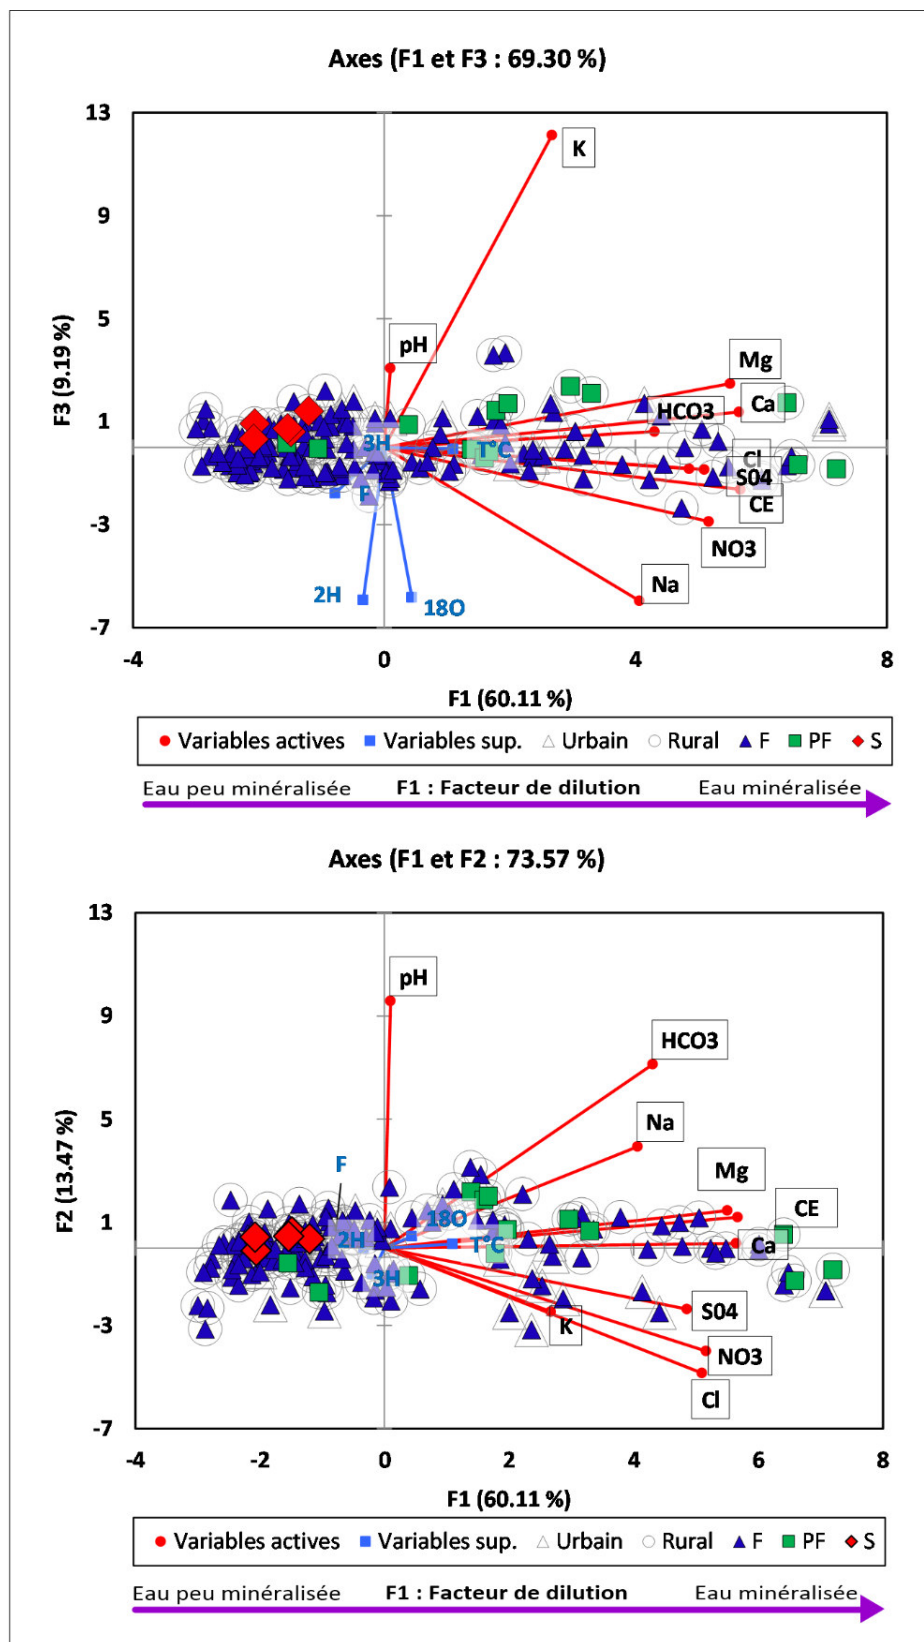 Axes (F1 et F3 : 69.30 %)
13
K
9
F3 (9.19 %)
5
pH
Mg
Ca
HCO3
1
3H
T°C
Cl
S04
F
CE
-3
NO3
Na
2H
18O
-7
-4
0
4
8
F1 (60.11 %)
Variables actives Variables sup. Urbain Rural F PF S
Eau peu minéralisée F1 : Facteur de dilution Eau minéralisée
Axes (F1 et F2 : 73.57 %)
13
pH
9
HCO3
F2 (13.47 %)
5
Na
F
Mg
CE
1
18O
2H
T°C
Ca
3H
S04
K
-3
NO3
Cl
-7
-4
-2
0
2
4
6
8
F1 (60.11 %)
Variables actives Variables sup. Urbain Rural F PF S
Eau peu minéralisée F1 : Facteur de dilution Eau minéralisée